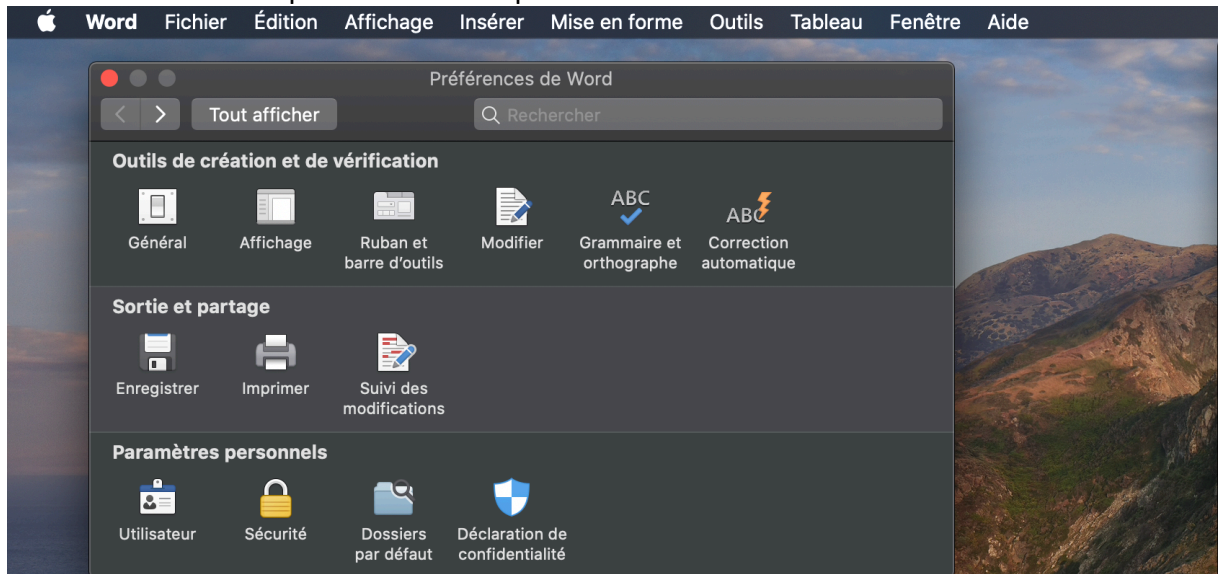 Word Fichier Édition Affichage Insérer Mise en forme Outils Tableau Fenêtre Aide
Préférences de Word
Tout afficher
Rechercher
Outils de création et de vérification
ABC
ABC
Général Affichage Ruban et barre d'outils Modifier Grammaire et orthographe Correction automatique
Sortie et partage
Enregistrer Imprimer Suivi des modifications
Paramètres personnels
Utilisateur Sécurité Dossiers par défaut Déclaration de confidentialité